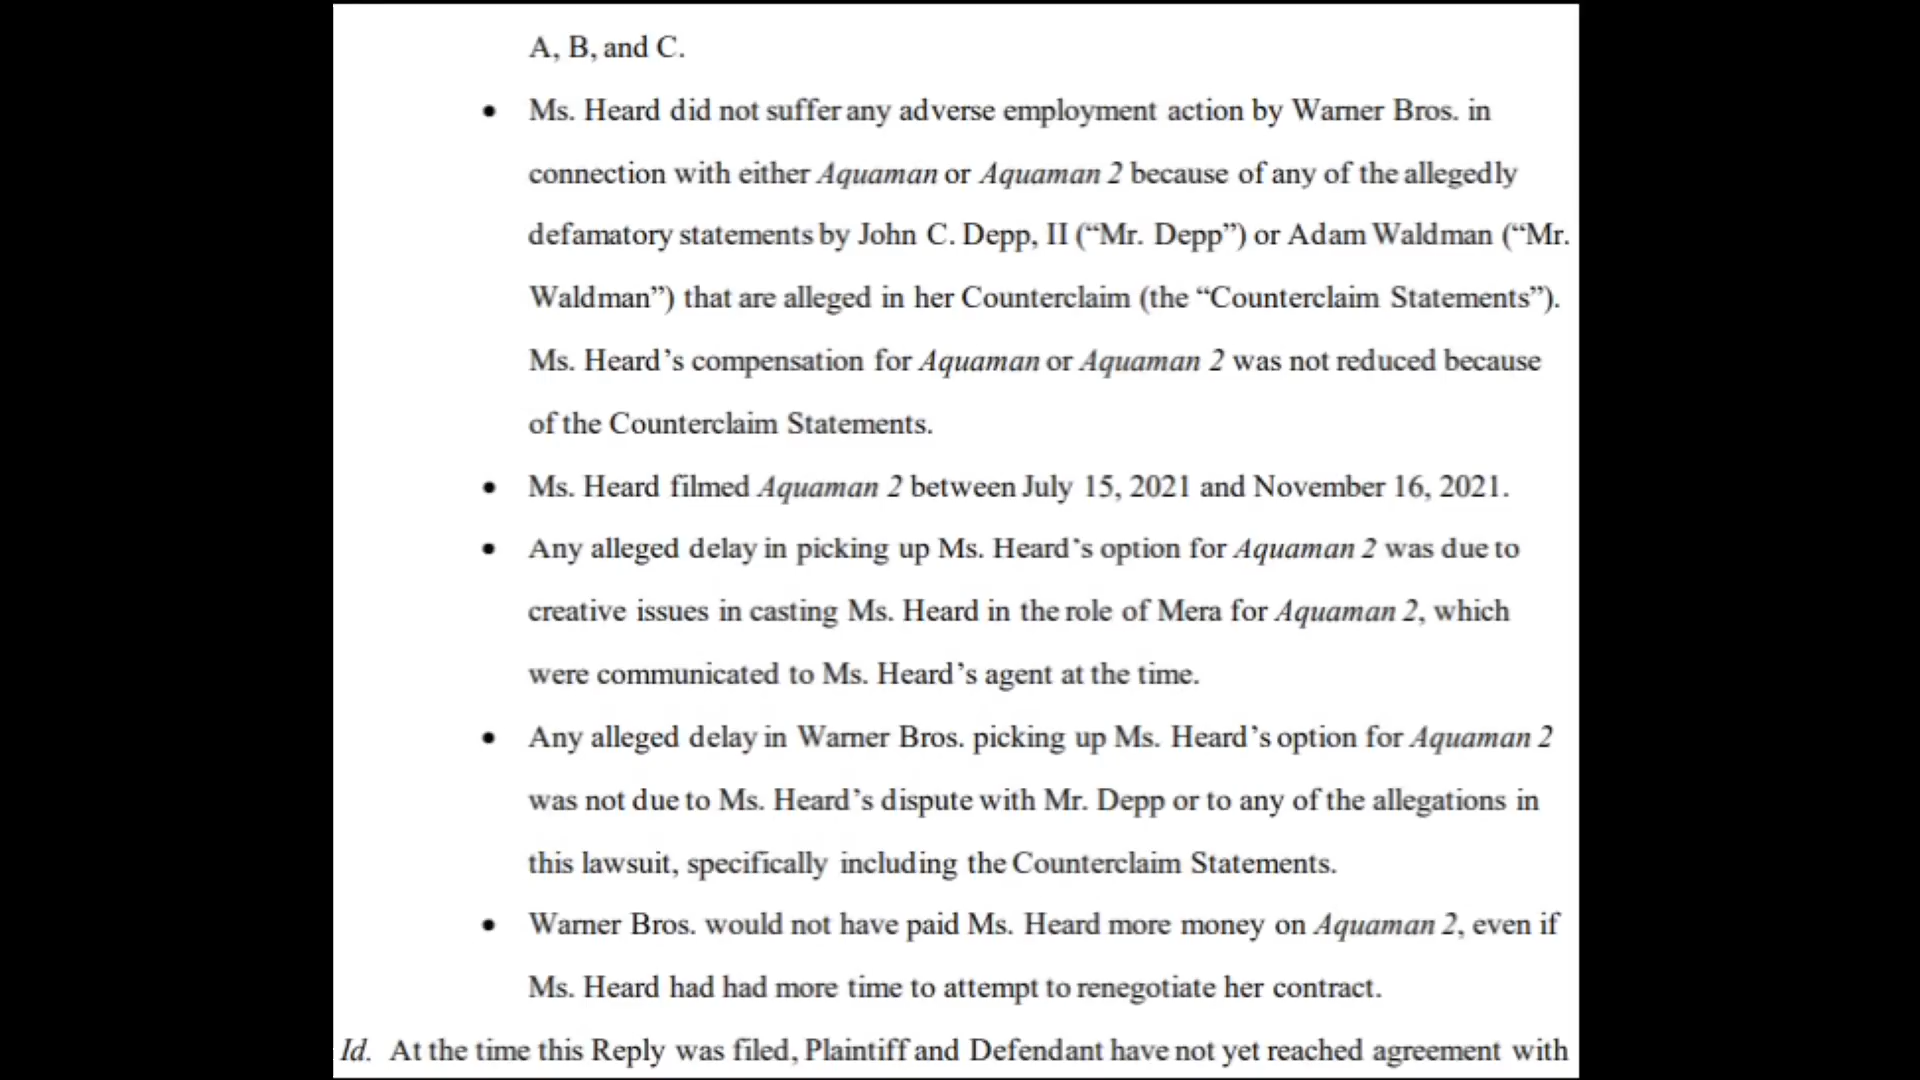 A, B, and C.
• Ms. Heard did not suffer any adverse employment action by Warner Bros. in
connection with either Aquaman or Aquaman 2 because of any of the allegedly
defamatory statements by John C. Depp, II (“Mr. Depp”) or Adam Waldman (“Mr.
Waldman”) that are alleged in her Counterclaim (the “Counterclaim Statements”).
Ms. Heard’s compensation for Aquaman or Aquaman 2 was not reduced because
of the Counterclaim Statements.
• Ms. Heard filmed Aquaman 2 between July 15, 2021 and November 16, 2021.
• Any alleged delay in picking up Ms. Heard’s option for Aquaman 2 was due to
creative issues in casting Ms. Heard in the role of Mera for Aquaman 2, which
were communicated to Ms. Heard’s agent at the time.
• Any alleged delay in Warner Bros. picking up Ms. Heard’s option for Aquaman 2
was not due to Ms. Heard’s dispute with Mr. Depp or to any of the allegations in
this lawsuit, specifically including the Counterclaim Statements.
• Warner Bros. would not have paid Ms. Heard more money on Aquaman 2, even if
Ms. Heard had had more time to attempt to renegotiate her contract.
Id. At the time this Reply was filed, Plaintiff and Defendant have not yet reached agreement with